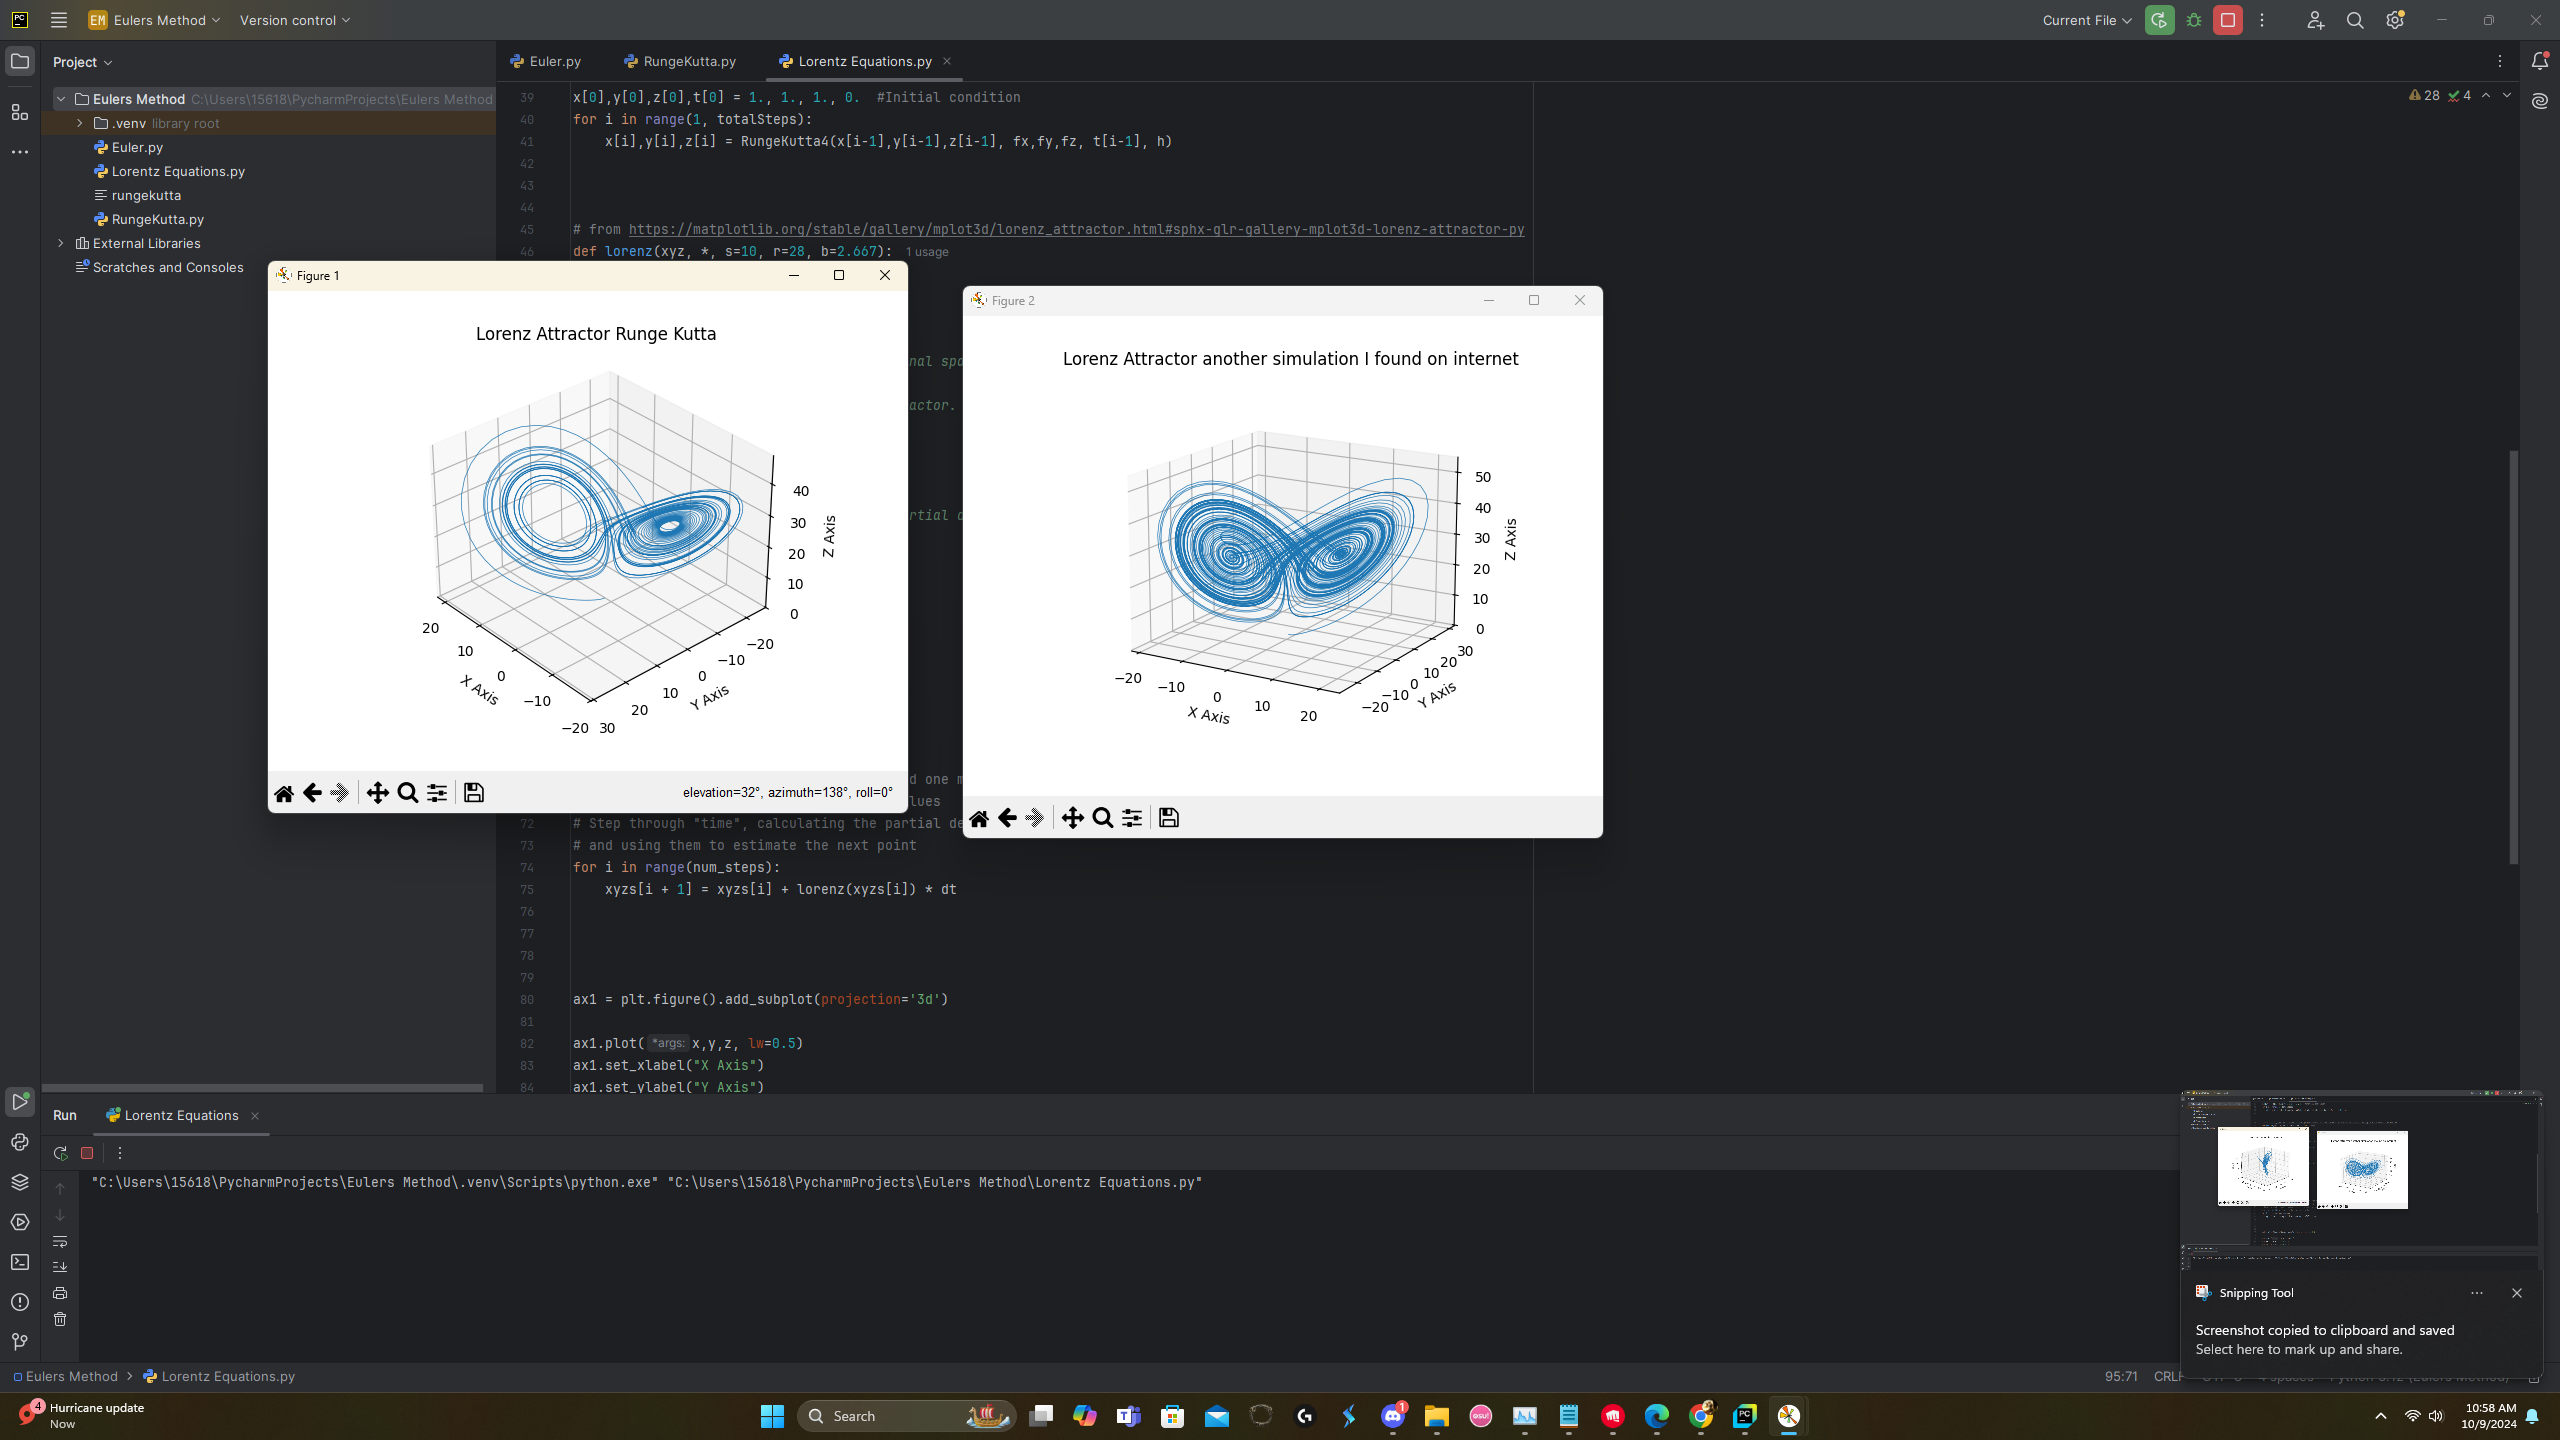 EM Eulers Method
Version control
Current File
Project
Euler.py
RungeKutta.py
Lorentz Equations.py
Eulers Method C:\Users\15618\PycharmProjects\Eulers Method
.venv library root
Euler.py
Lorentz Equations.py
rungekutta
RungeKutta.py
External Libraries
Scratches and Consoles
28 4
39 x[0],y[0],z[0],t[0] = 1., 1., 1., 0. #Initial condition
40 for i in range(1, totalSteps):
41 x[i],y[i],z[i] = RungeKutta4(x[i-1],y[i-1],z[i-1], fx,fy,fz, t[i-1], h)
42
43
44
45 # from https://matplotlib.org/stable/gallery/mplot3d/lorenz_attractor.html#sphx-glr-gallery-mplot3d-lorenz-attractor-py
46 def lorenz(xyz, *, s=10, r=28, b=2.667): 1 usage
Figure 1
Lorenz Attractor Runge Kutta
40
30
20
10
0
Z Axis
20
10
0
−10
−20
X Axis
30
20
10
0
−10
−20
Y Axis
elevation=32°, azimuth=138°, roll=0°
nal spa
actor.
rtial d
d one m
lues
Figure 2
Lorenz Attractor another simulation I found on internet
50
40
30
20
10
0
Z Axis
−20
−10
0
10
20
X Axis
−20
−10
0
10
20
30
Y Axis
72 # Step through "time", calculating the partial de
73 # and using them to estimate the next point
74 for i in range(num_steps):
75 xyzs[i + 1] = xyzs[i] + lorenz(xyzs[i]) * dt
76
77
78
79
80 ax1 = plt.figure().add_subplot(projection='3d')
81
82 ax1.plot( *args: x,y,z, lw=0.5)
83 ax1.set_xlabel("X Axis")
84 ax1.set_ylabel("Y Axis")
Run Lorentz Equations
"C:\Users\15618\PycharmProjects\Eulers Method\.venv\Scripts\python.exe" "C:\Users\15618\PycharmProjects\Eulers Method\Lorentz Equations.py"
Snipping Tool
Screenshot copied to clipboard and saved
Select here to mark up and share.
Eulers Method Lorentz Equations.py
95:71
4 Hurricane update
Now
Search
1
10:58 AM
10/9/2024